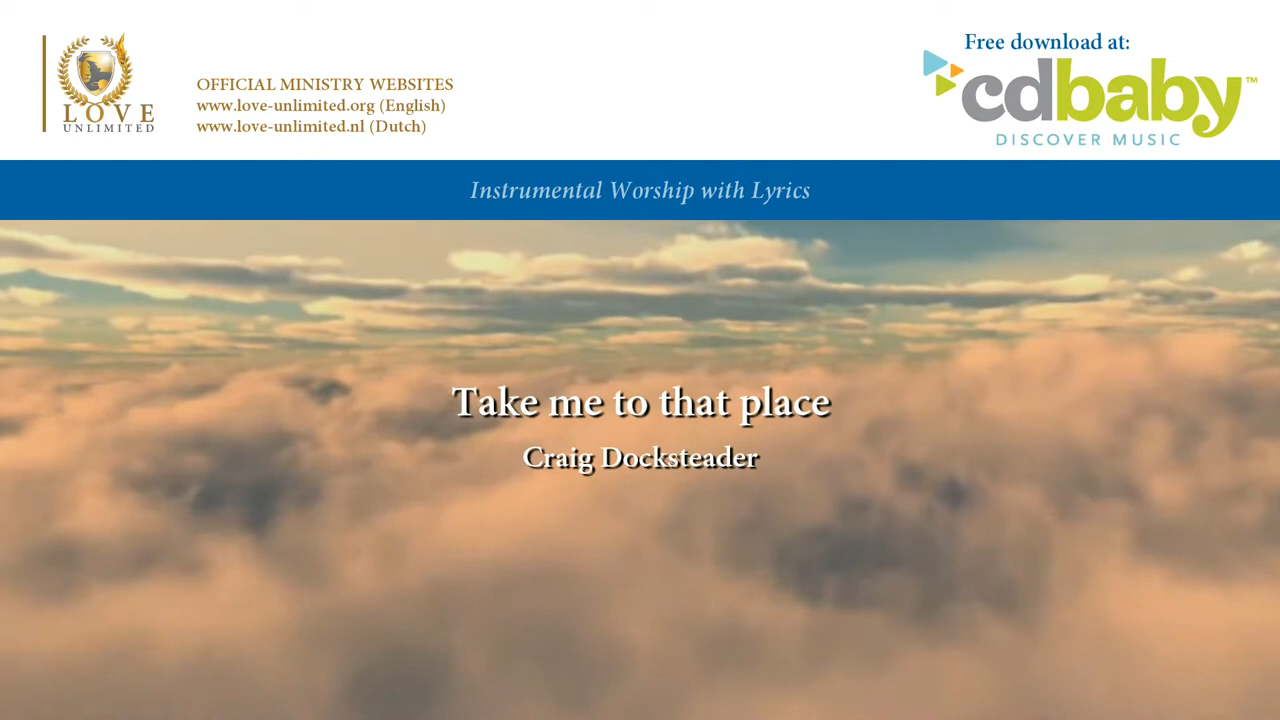 LOVE
UNLIMITED
OFFICIAL MINISTRY WEBSITES
www.love-unlimited.org (English)
www.love-unlimited.nl (Dutch)
Free download at:
cdbaby™
DISCOVER MUSIC
Instrumental Worship with Lyrics
Take me to that place
Craig Docksteader